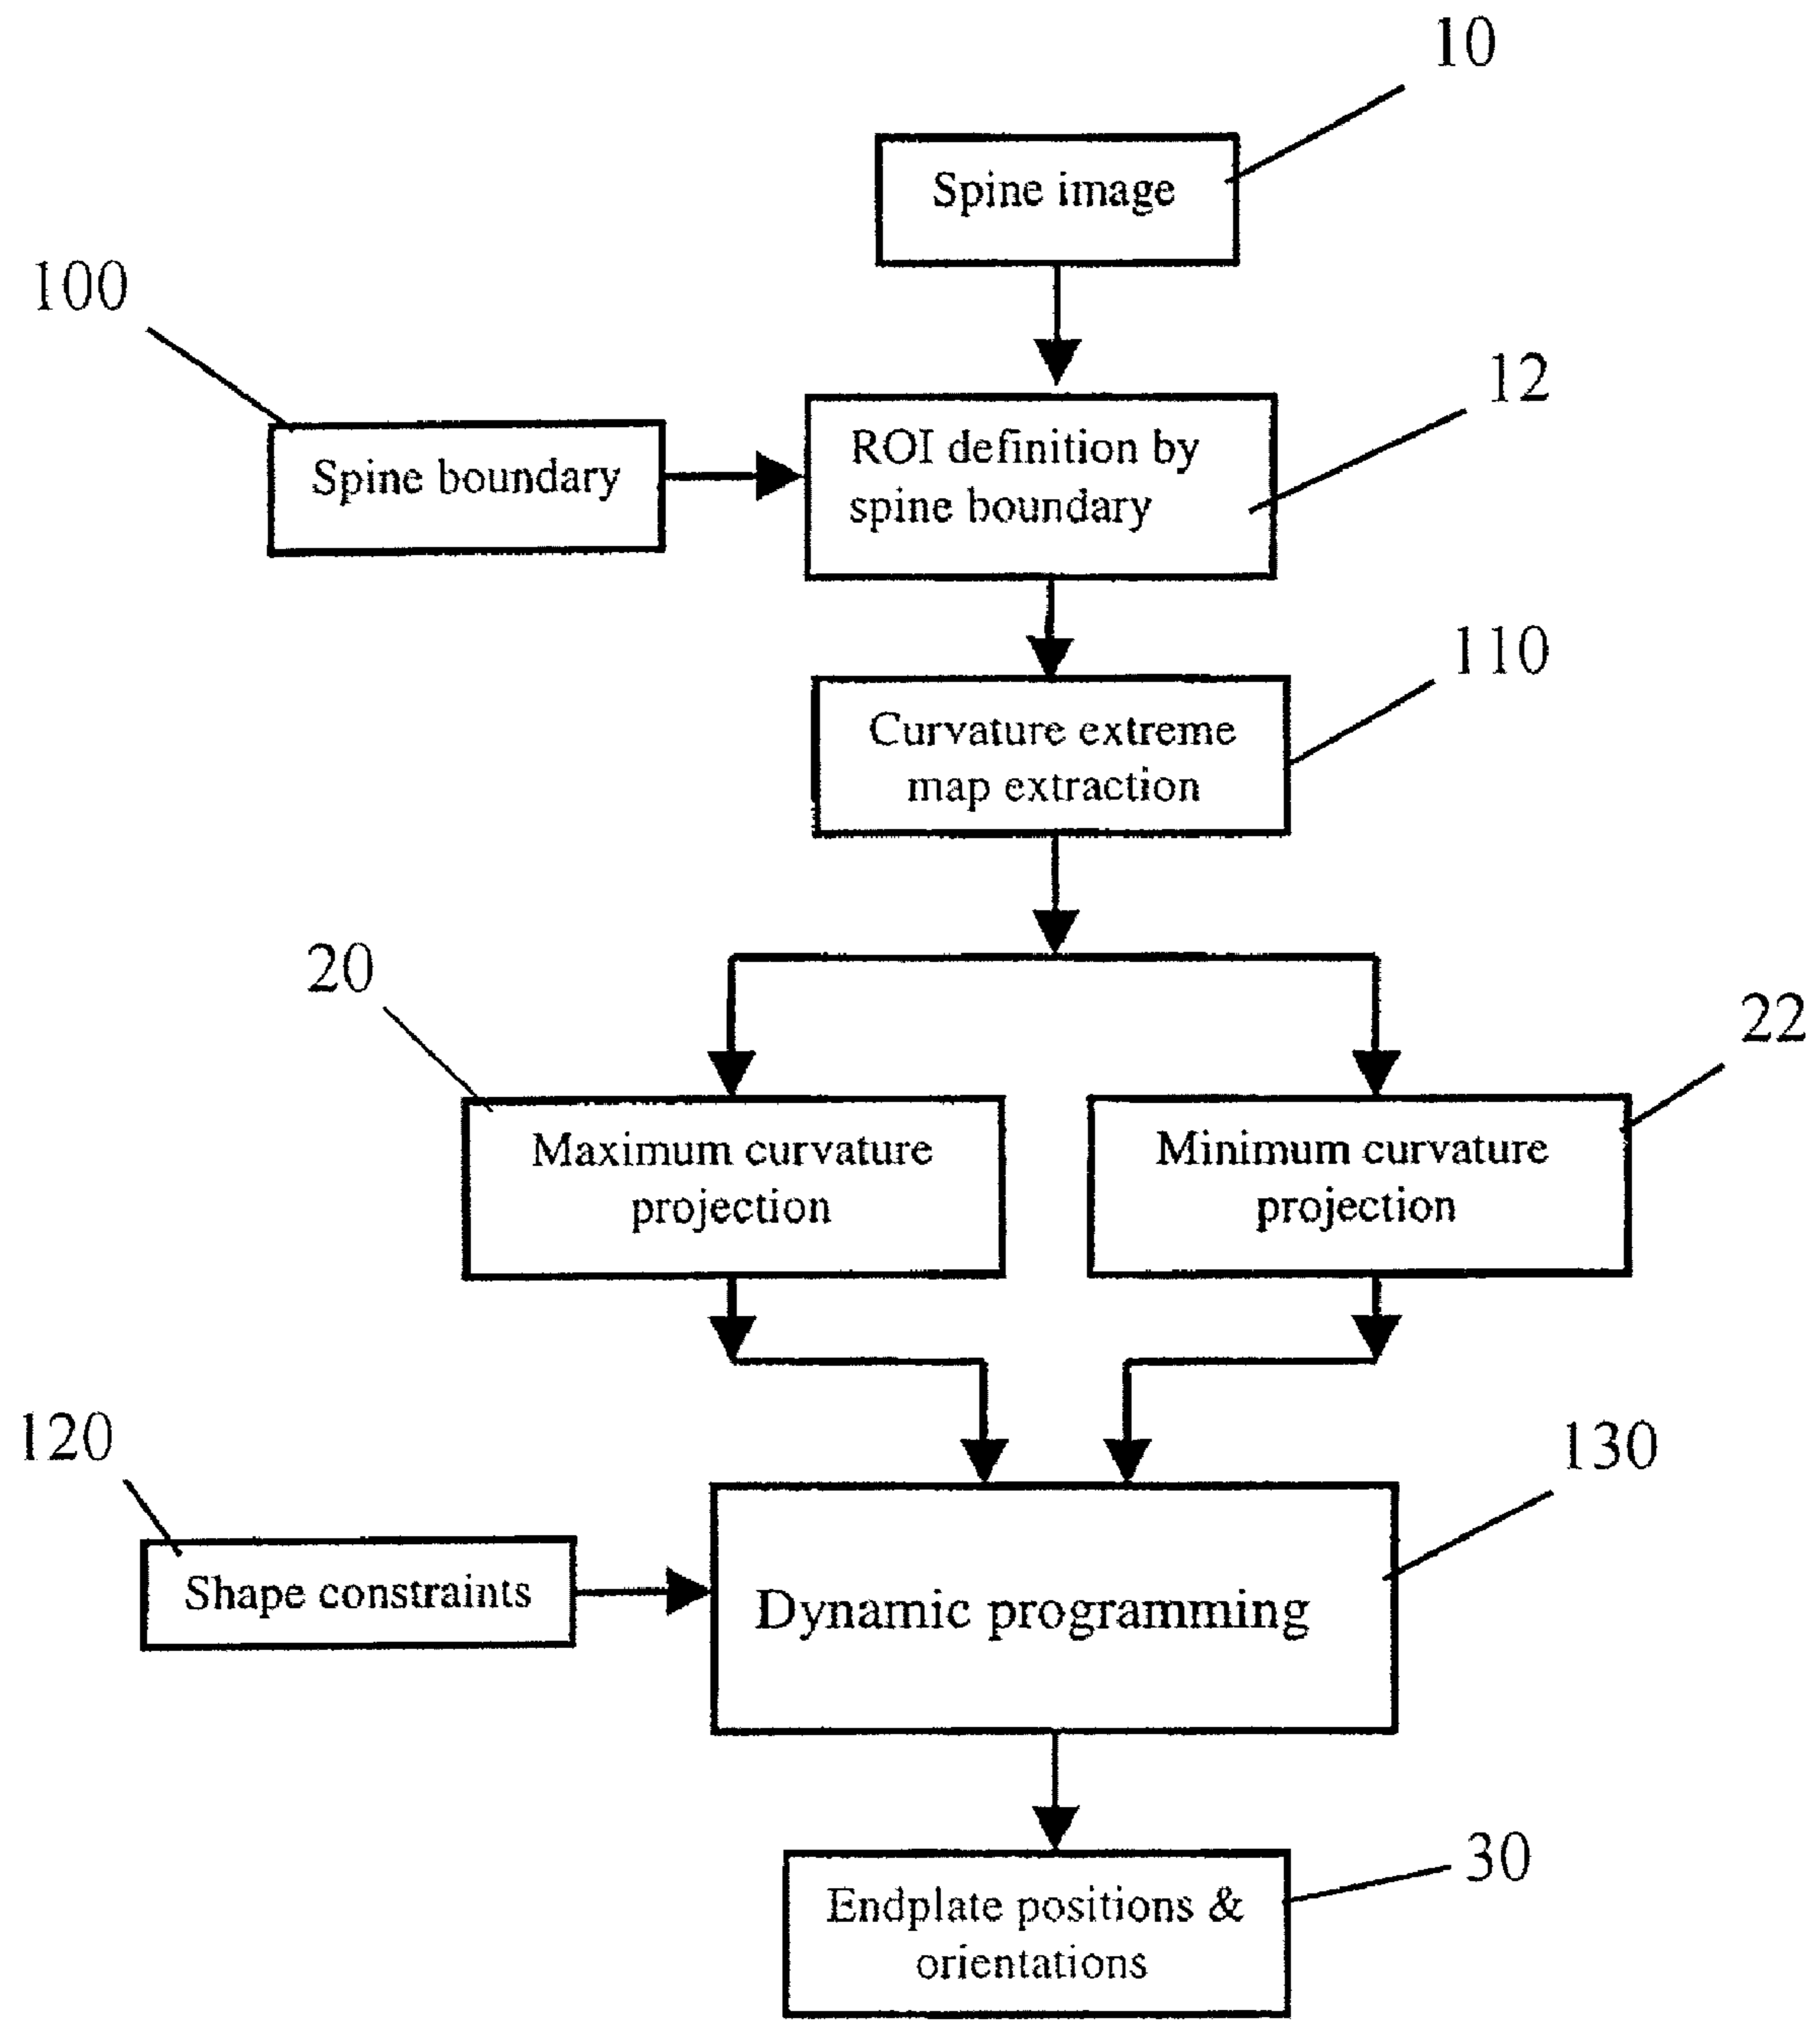 10
Spine image
100
12
Spine boundary
ROI definition by
spine boundary
110
Curvature extreme
map extraction
20
22
Maximum curvature
projection
Minimum curvature
projection
120
130
Shape constraints
Dynamic programming
30
Endplate positions &
orientations